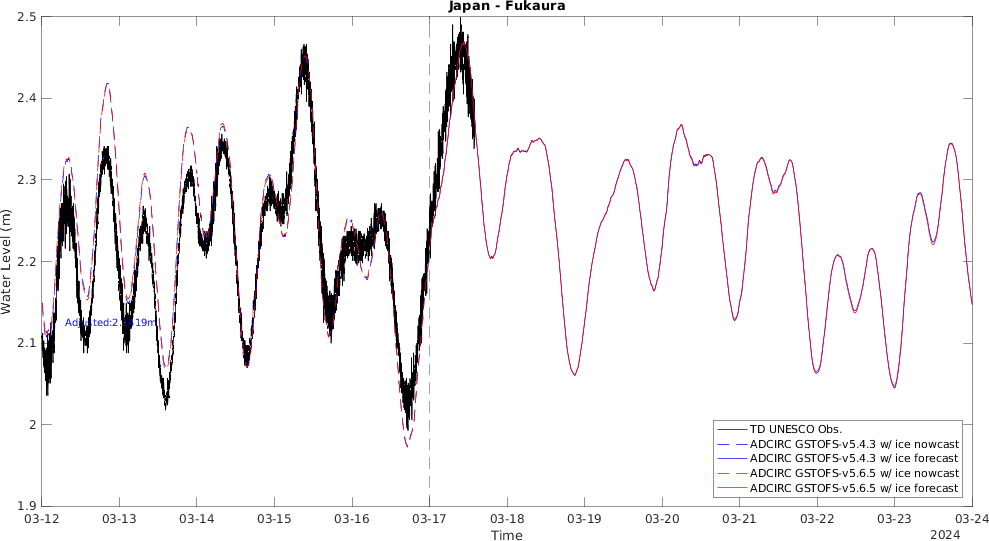 Japan - Fukaura
2.5
2.4
2.3
2.2
2.1
2
1.9
Water Level (m)
03-12
03-13
03-14
03-15
03-16
03-17
03-18
03-19
03-20
03-21
03-22
03-23
03-24
2024
Time
TD UNESCO Obs.
ADCIRC GSTOFS-v5.4.3 w/ ice nowcast
ADCIRC GSTOFS-v5.4.3 w/ ice forecast
ADCIRC GSTOFS-v5.6.5 w/ ice nowcast
ADCIRC GSTOFS-v5.6.5 w/ ice forecast